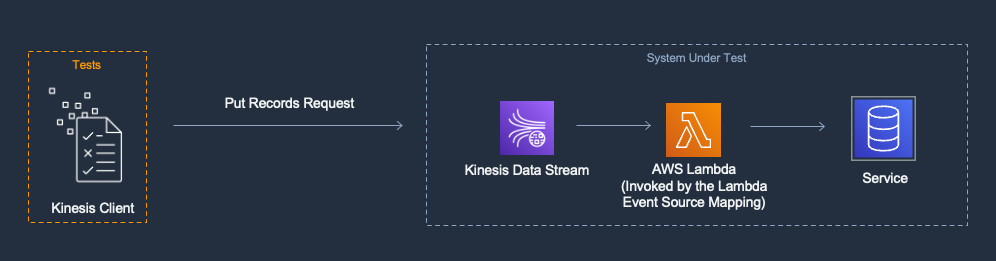 Tests
System Under Test
Put Records Request
Kinesis Client
Kinesis Data Stream
AWS Lambda
(Invoked by the Lambda
Event Source Mapping)
Service